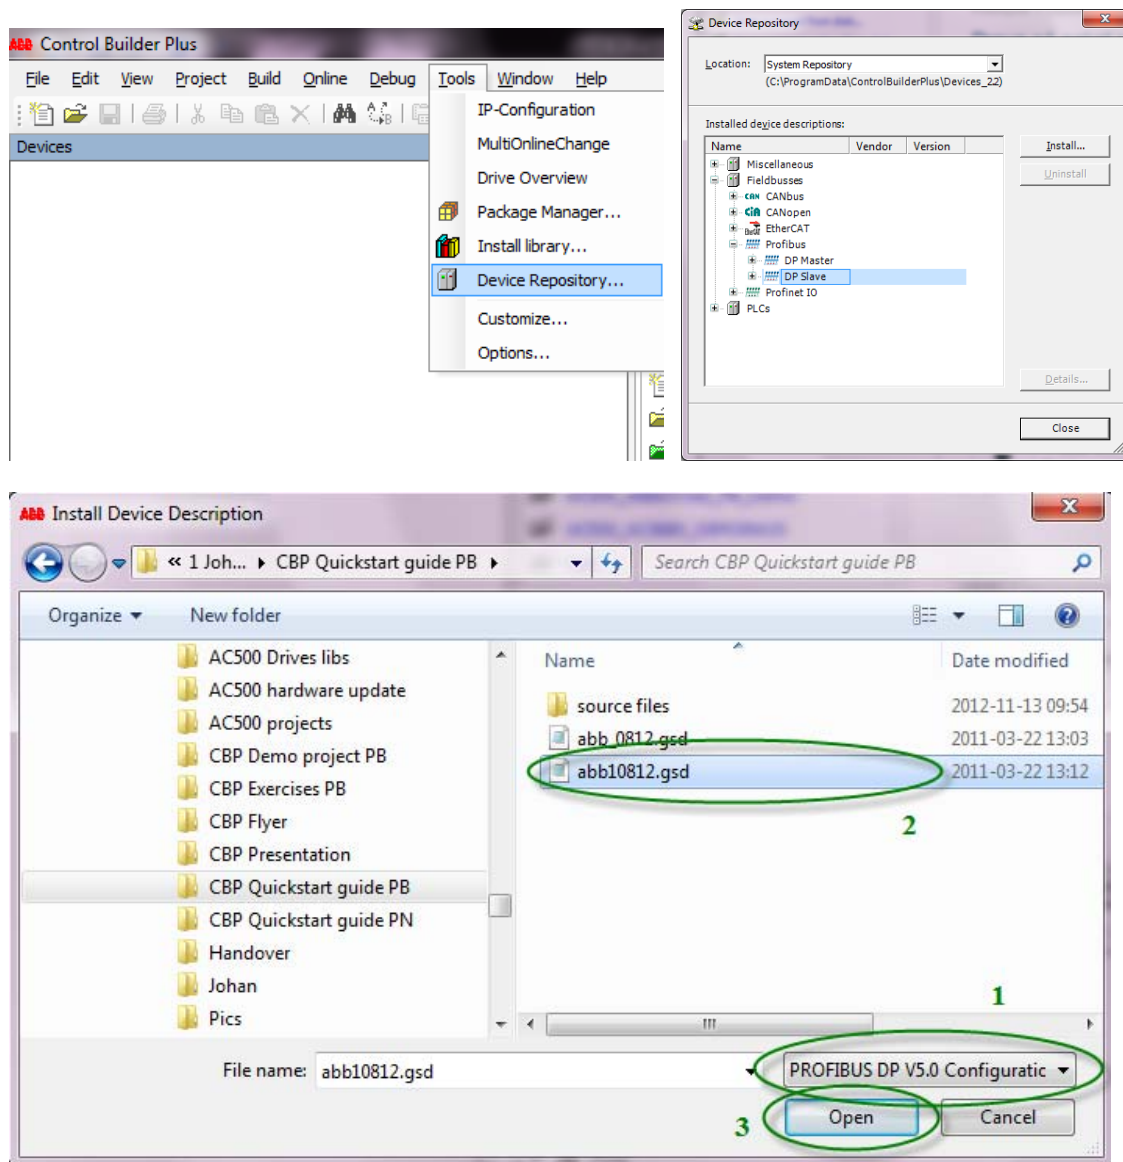 ABB Control Builder Plus
File Edit View Project Build Online Debug Tools Window Help
Devices
IP-Configuration
MultiOnlineChange
Drive Overview
Package Manager...
Install library...
Device Repository...
Customize...
Options...
Device Repository
Location: System Repository
(C:\ProgramData\ControlBuilderPlus\Devices_22)
Installed device descriptions:
Name Vendor Version
Miscellaneous
Fieldbusses
CAN CANbus
CiA CANopen
EtherCAT
Profibus
DP Master
DP Slave
Profinet IO
PLCs
Install...
Uninstall
Details...
Close
ABB Install Device Description
« 1 Joh... CBP Quickstart guide PB
Search CBP Quickstart guide PB
Organize New folder
AC500 Drives libs
AC500 hardware update
AC500 projects
CBP Demo project PB
CBP Exercises PB
CBP Flyer
CBP Presentation
CBP Quickstart guide PB
CBP Quickstart guide PN
Handover
Johan
Pics
Name Date modified
source files 2012-11-13 09:54
abb_0812.gsd 2011-03-22 13:03
abb10812.gsd 2011-03-22 13:12
2
1
File name: abb10812.gsd PROFIBUS DP V5.0 Configuratic
3 Open Cancel